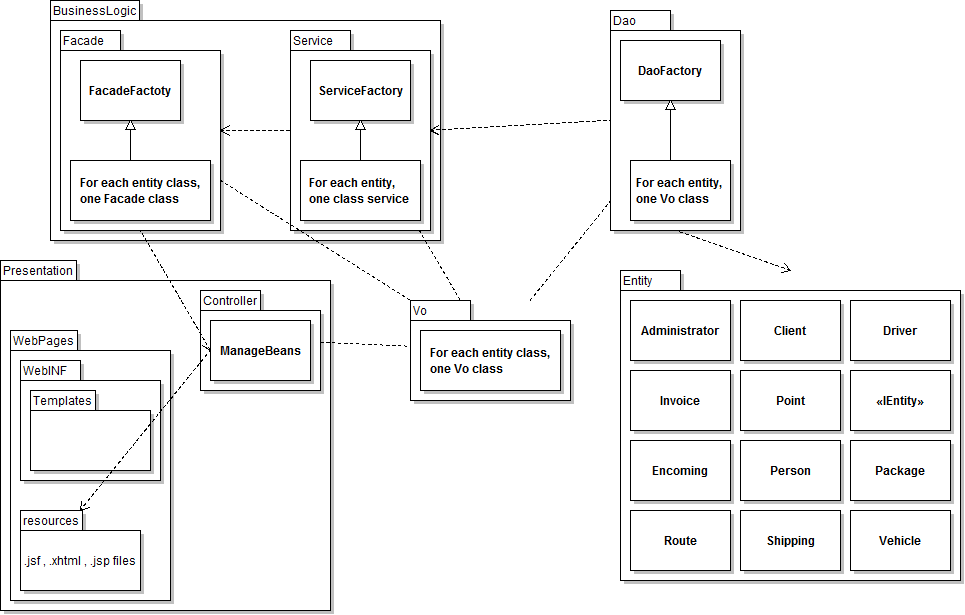 BusinessLogic
Facade
FacadeFactoty
For each entity class,
one Facade class
Service
ServiceFactory
For each entity,
one class service
Dao
DaoFactory
For each entity,
one Vo class
Presentation
WebPages
WebINF
Templates
resources
.jsf , .xhtml , .jsp files
Controller
ManageBeans
Vo
For each entity class,
one Vo class
Entity
Administrator
Client
Driver
Invoice
Point
«IEntity»
Encoming
Person
Package
Route
Shipping
Vehicle